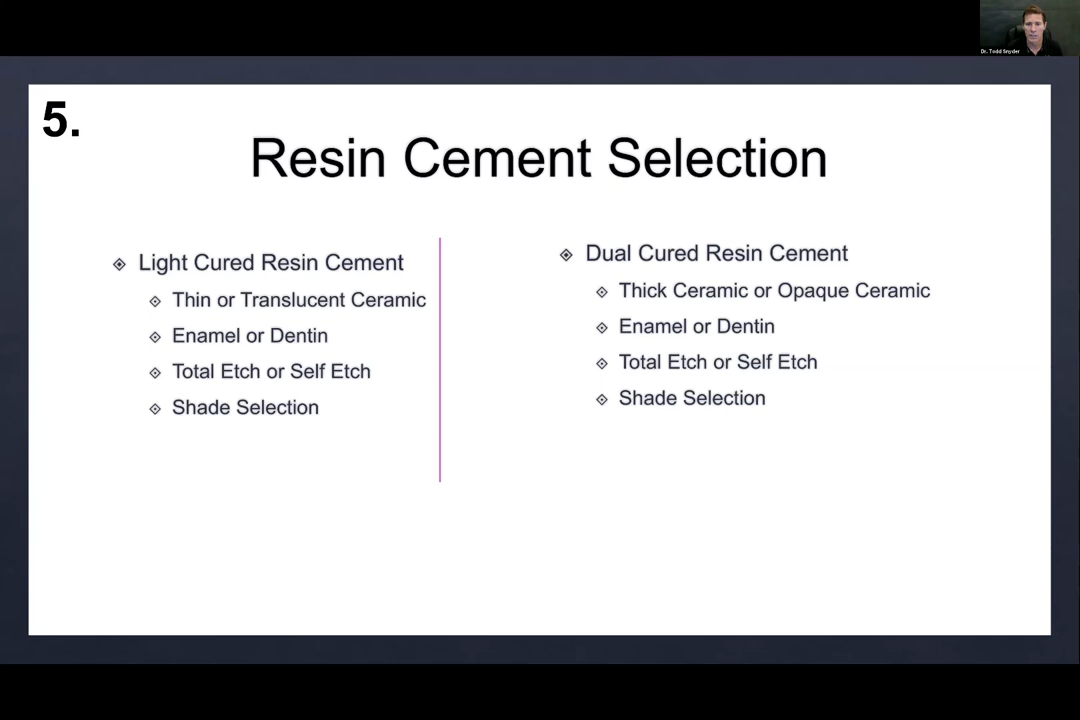 Dr. Todd Snyder
5.
Resin Cement Selection
Light Cured Resin Cement
Thin or Translucent Ceramic
Enamel or Dentin
Total Etch or Self Etch
Shade Selection
Dual Cured Resin Cement
Thick Ceramic or Opaque Ceramic
Enamel or Dentin
Total Etch or Self Etch
Shade Selection